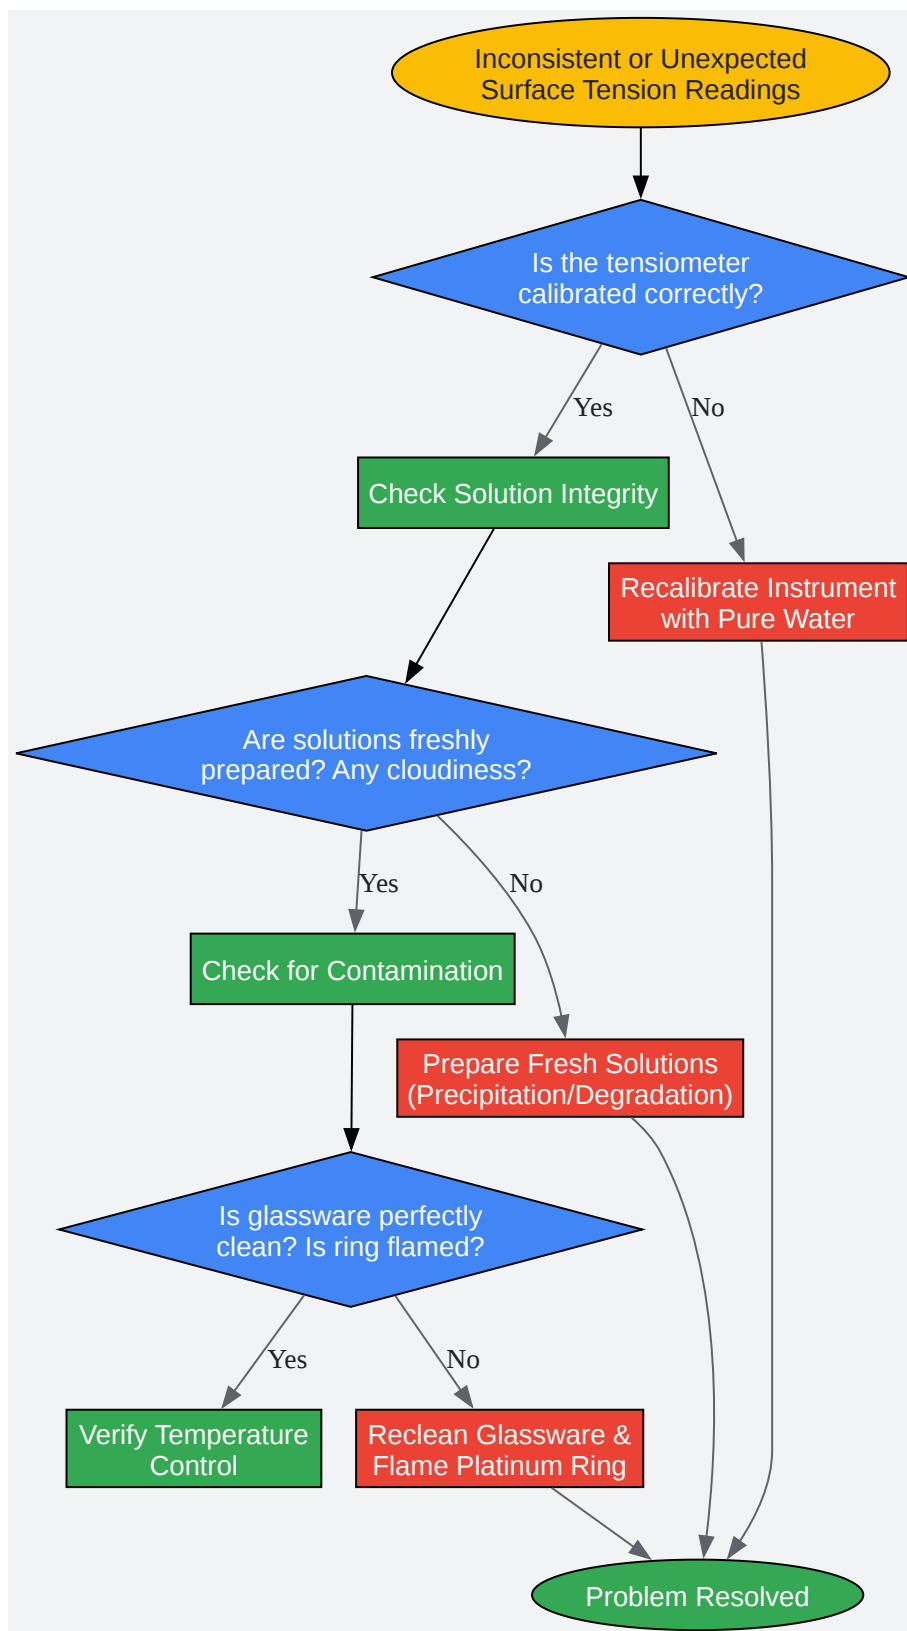 Inconsistent or Unexpected
Surface Tension Readings
Is the tensiometer
calibrated correctly?
Yes
No
Check Solution Integrity
Recalibrate Instrument
with Pure Water
Are solutions freshly
prepared? Any cloudiness?
Yes
No
Check for Contamination
Prepare Fresh Solutions
(Precipitation/Degradation)
Is glassware perfectly
clean? Is ring flamed?
Yes
No
Verify Temperature
Control
Reclean Glassware &
Flame Platinum Ring
Problem Resolved